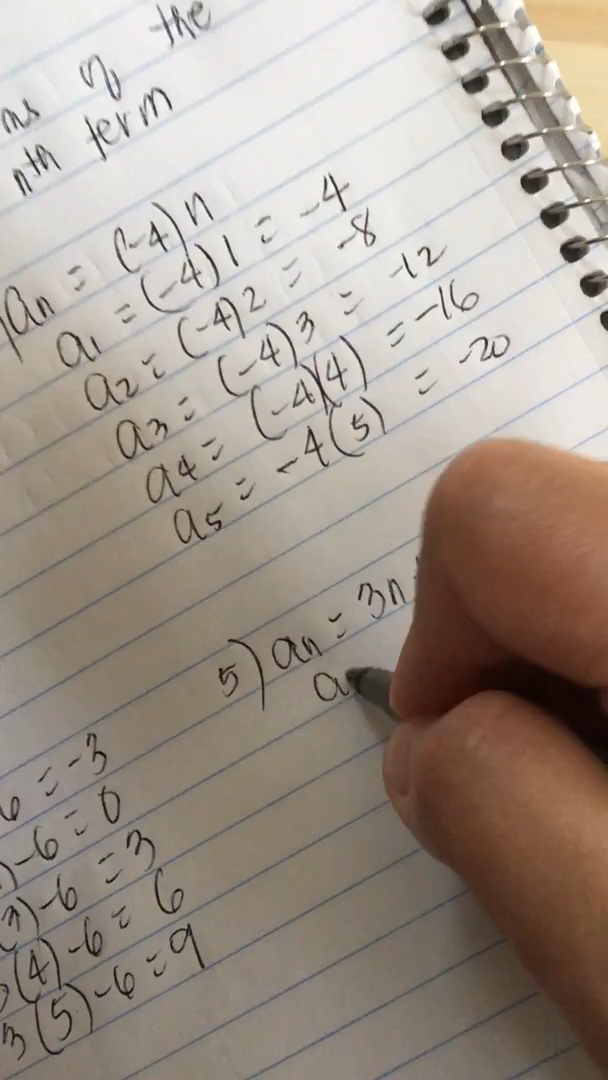 of the
nth term
an = (-4)n
a1 = (-4)1 = -4
a2 = (-4)2 = -8
a3 = (-4)3 = -12
a4 = (-4)(4) = -16
a5 = -4(5) = -20
5) an = 3n
a
6 = -3
)-6 = 0
(3)-6 = 3
(4)-6 = 6
3(5)-6 = 9